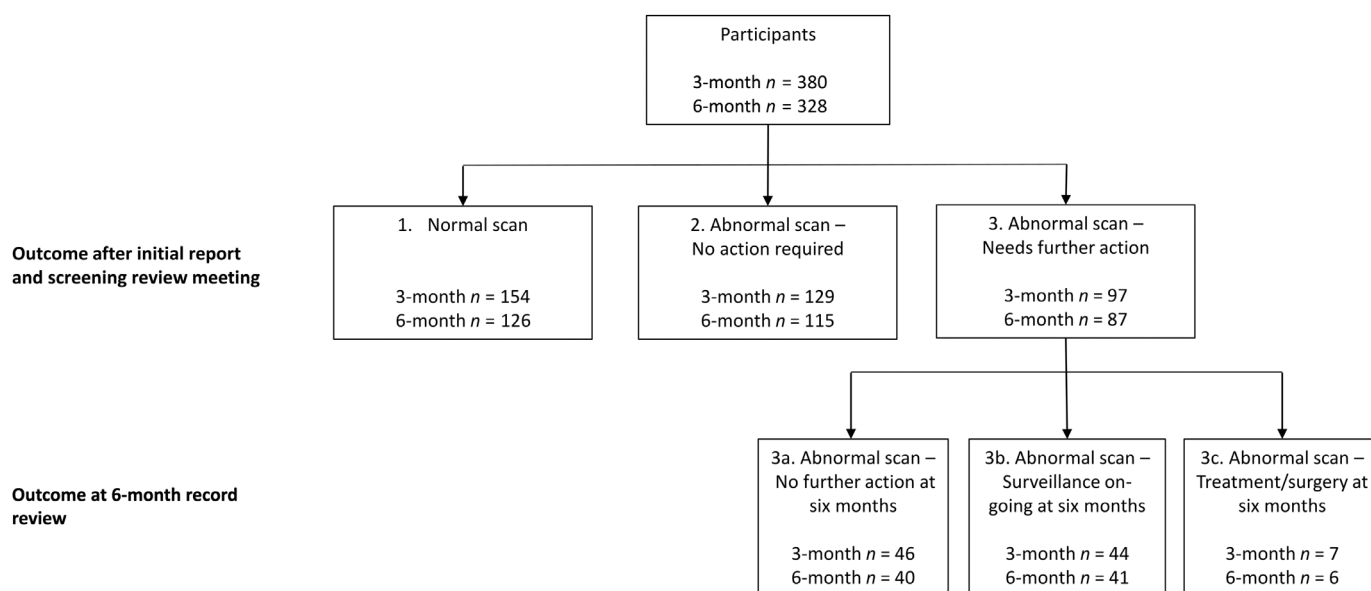 Participants
3-month n = 380
6-month n = 328
Outcome after initial report
and screening review meeting
1. Normal scan
3-month n = 154
6-month n = 126
2. Abnormal scan –
No action required
3-month n = 129
6-month n = 115
3. Abnormal scan –
Needs further action
3-month n = 97
6-month n = 87
Outcome at 6-month record
review
3a. Abnormal scan –
No further action at
six months
3-month n = 46
6-month n = 40
3b. Abnormal scan –
Surveillance on-
going at six months
3-month n = 44
6-month n = 41
3c. Abnormal scan –
Treatment/surgery at
six months
3-month n = 7
6-month n = 6